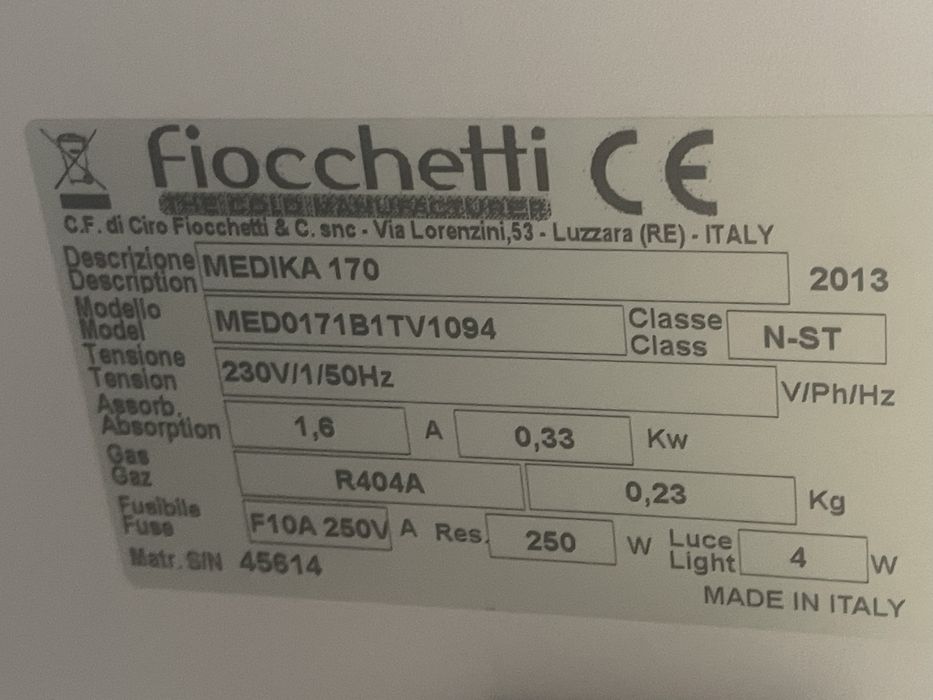 fiocchetti CE
THE COLD MANUFACTURER
C.F. di Ciro Fiocchetti & C. snc - Via Lorenzini,53 - Luzzara (RE) - ITALY
Descrizione
Description MEDIKA 170 2013
Modello
Model MED0171B1TV1094 Classe
Class N-ST
Tensione
Tension 230V/1/50Hz V/Ph/Hz
Assorb.
Absorption 1,6 A 0,33 Kw
Gas
Gaz R404A 0,23 Kg
Fusibile
Fuse F10A 250V A Res. 250 W Luce
Light 4 W
Matr. S/N 45614
MADE IN ITALY